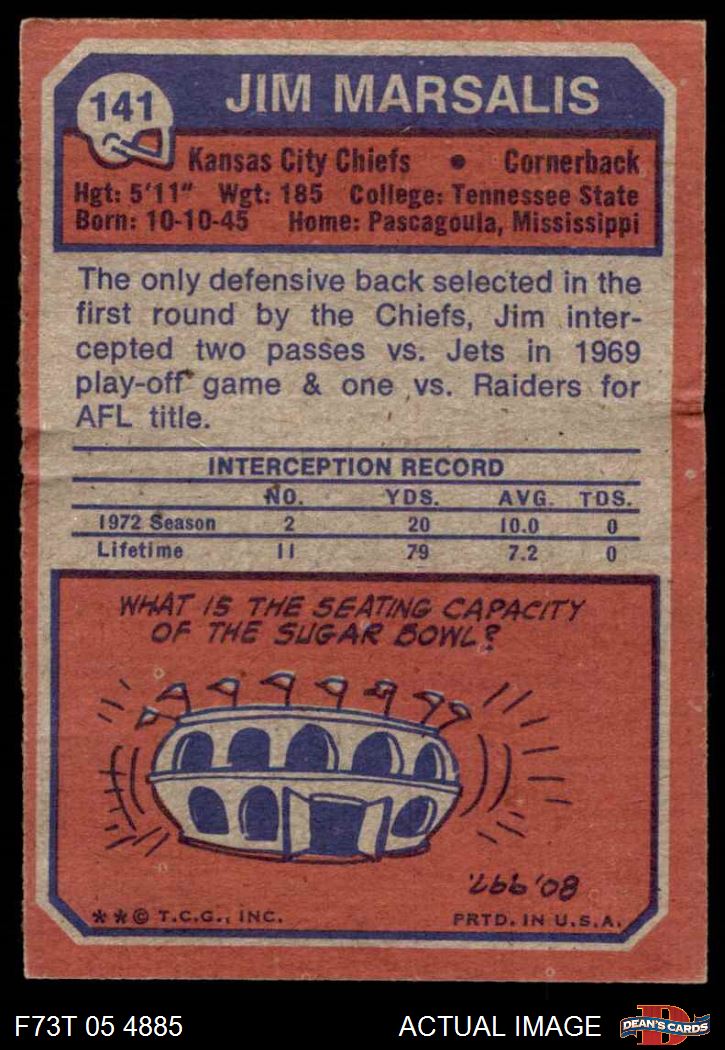 141
JIM MARSALIS
Kansas City Chiefs • Cornerback
Hgt: 5'11" Wgt: 185 College: Tennessee State
Born: 10-10-45 Home: Pascagoula, Mississippi
The only defensive back selected in the
first round by the Chiefs, Jim inter-
cepted two passes vs. Jets in 1969
play-off game & one vs. Raiders for
AFL title.
INTERCEPTION RECORD
NO. YDS. AVG. TDS.
1972 Season 2 20 10.0 0
Lifetime 11 79 7.2 0
WHAT IS THE SEATING CAPACITY
OF THE SUGAR BOWL?
80,997.
**© T.C.G., INC. PRTD. IN U.S.A.
F73T 05 4885 ACTUAL IMAGE
D
DEAN'S CARDS